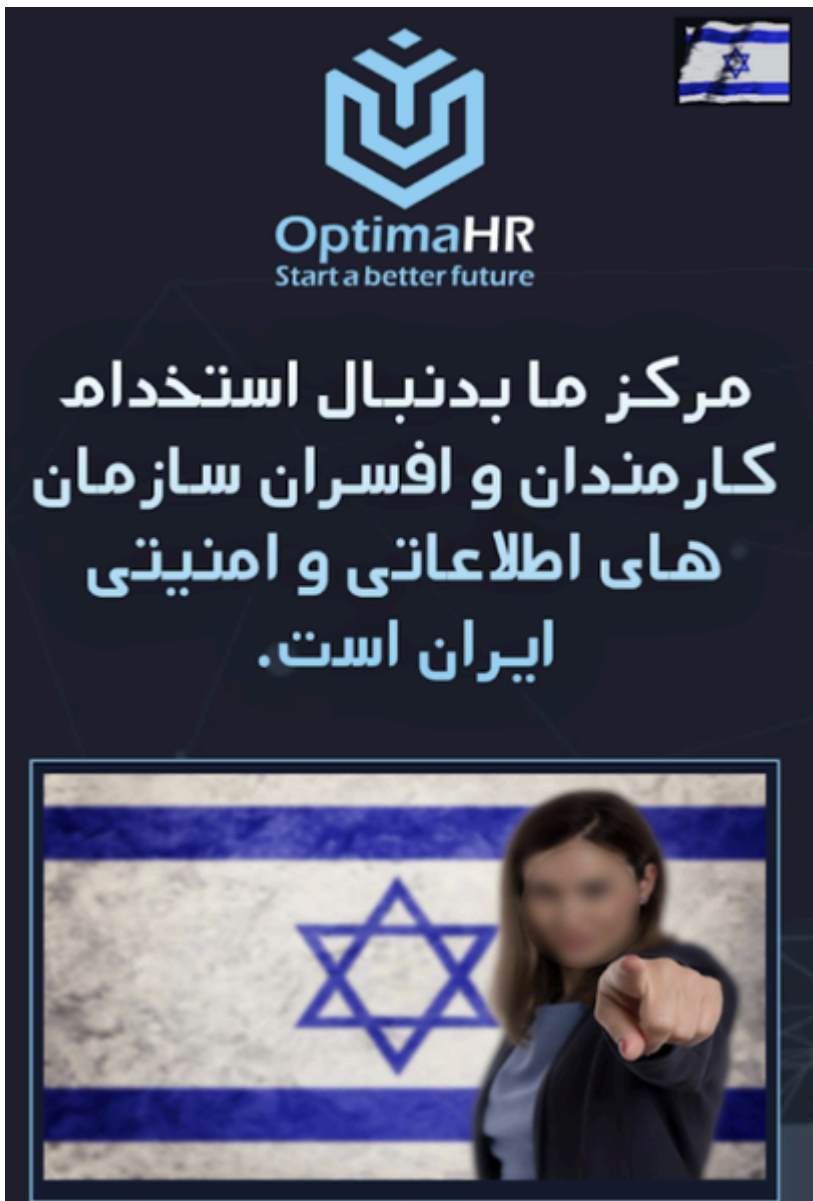 OptimaHR
Start a better future
مرکز ما بدنبال استخدام
کارمندان و افسران سازمان
های اطلاعاتی و امنیتی
ایران است.